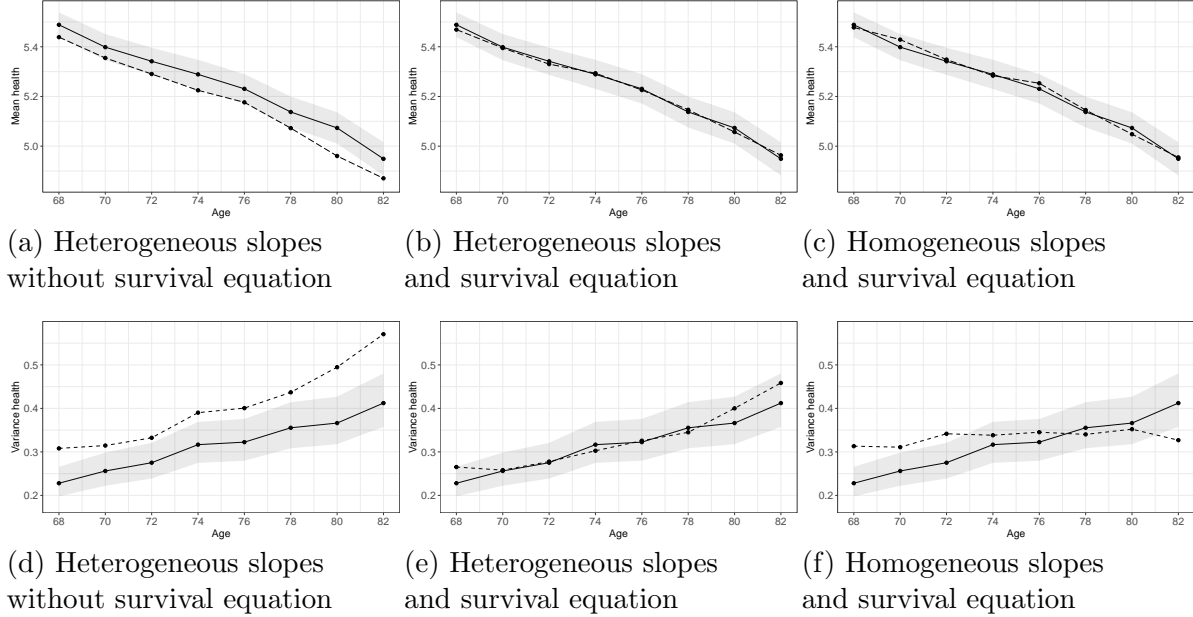 Mean health
5.4
5.2
5.0
68 70 72 74 76 78 80 82
Age
Mean health
5.4
5.2
5.0
68 70 72 74 76 78 80 82
Age
Mean health
5.4
5.2
5.0
68 70 72 74 76 78 80 82
Age
(a) Heterogeneous slopes
without survival equation
(b) Heterogeneous slopes
and survival equation
(c) Homogeneous slopes
and survival equation
Variance health
0.5
0.4
0.3
0.2
68 70 72 74 76 78 80 82
Age
Variance health
0.5
0.4
0.3
0.2
68 70 72 74 76 78 80 82
Age
Variance health
0.5
0.4
0.3
0.2
68 70 72 74 76 78 80 82
Age
(d) Heterogeneous slopes
without survival equation
(e) Heterogeneous slopes
and survival equation
(f) Homogeneous slopes
and survival equation